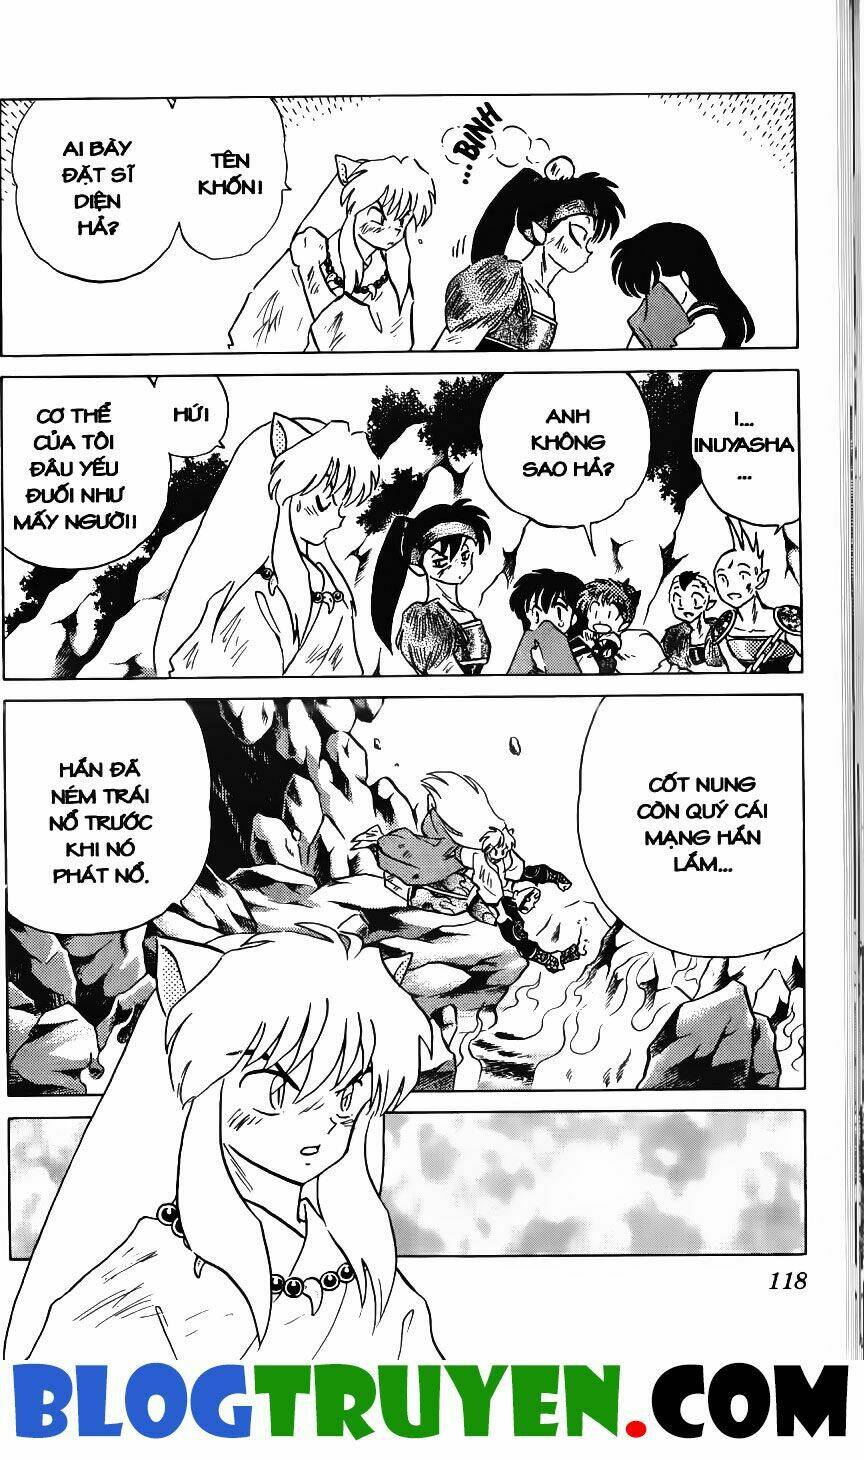 ...BINH
TÊN
KHỐN!
AI BÀY
ĐẶT SĨ
DIỆN
HẢ?
I...
INUYASHA
...
ANH
KHÔNG
SAO HẢ?
HỨ!
CƠ THỂ
CỦA TÔI
ĐÂU YẾU
ĐUỐI NHƯ
MẤY NGƯỜI!
CỐT NUNG
CÒN QUÝ CÁI
MẠNG HẮN
LẮM...
HẮN ĐÃ
NÉM TRÁI
NỔ TRƯỚC
KHI NÓ
PHÁT NỔ.
118
BLOGTRUYEN.COM